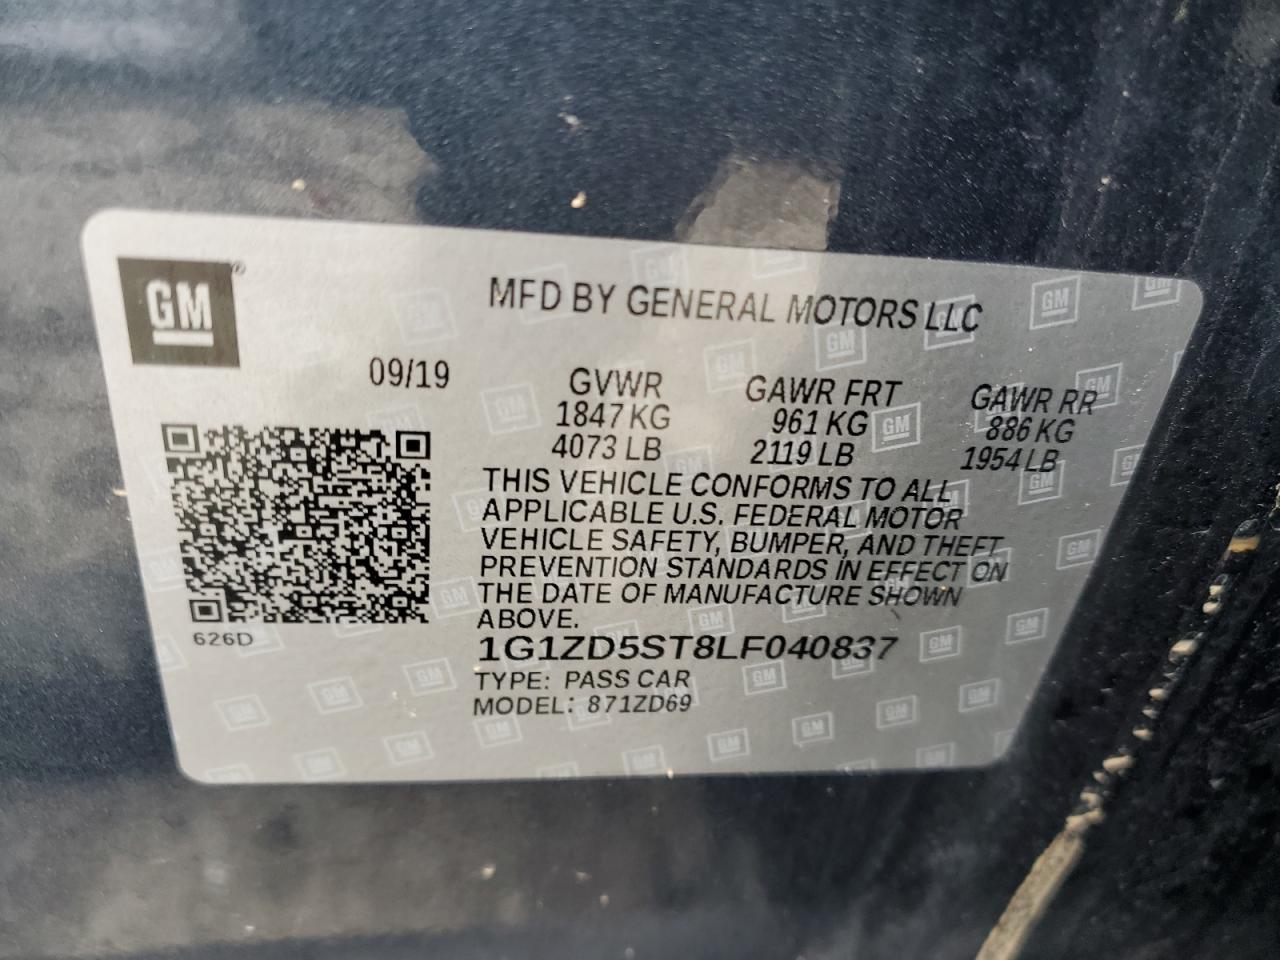 GM®
MFD BY GENERAL MOTORS LLC
09/19
GVWR GAWR FRT GAWR RR
1847 KG 961 KG 886 KG
4073 LB 2119 LB 1954 LB
THIS VEHICLE CONFORMS TO ALL
APPLICABLE U.S. FEDERAL MOTOR
VEHICLE SAFETY, BUMPER, AND THEFT
PREVENTION STANDARDS IN EFFECT ON
THE DATE OF MANUFACTURE SHOWN
ABOVE.
626D
1G1ZD5ST8LF040837
TYPE: PASS CAR
MODEL: 871ZD69